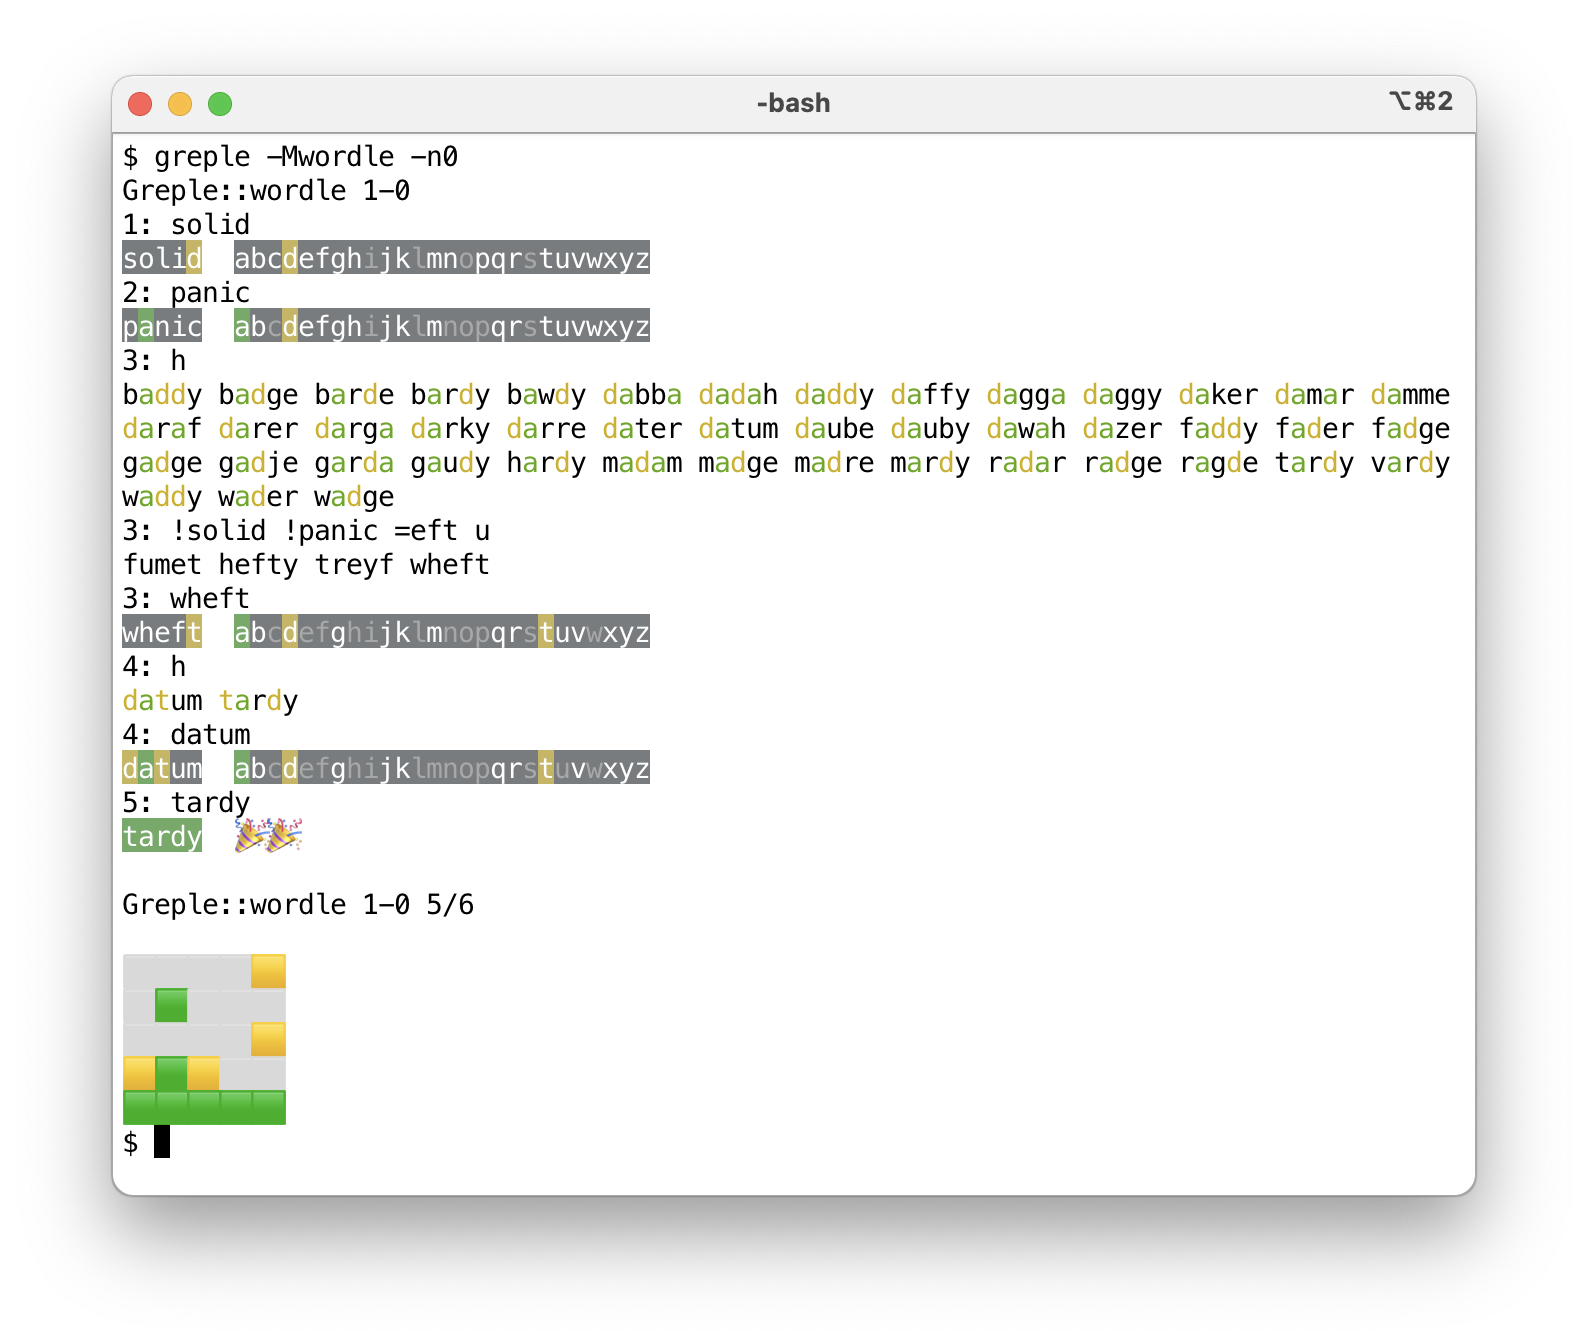 -bash
⌥⌘2
$ greple -Mwordle -n0
Greple::wordle 1-0
1: solid
solid  abcdefghijklmnopqrstuvwxyz
2: panic
panic  abcdefghijklmnopqrstuvwxyz
3: h
baddy badge barde bardy bawdy dabba dadah daddy daffy dagga daggy daker damar damme
daraf darer darga darky darre dater datum daube dauby dawah dazer faddy fader fadge
gadge gadje garda gaudy hardy madam madge madre mardy radar radge ragde tardy vardy
waddy wader wadge
3: !solid !panic =eft u
fumet hefty treyf wheft
3: wheft
wheft  abcdefghijklmnopqrstuvwxyz
4: h
datum tardy
4: datum
datum  abcdefghijklmnopqrstuvwxyz
5: tardy
tardy  🎉🎉
Greple::wordle 1-0 5/6
$